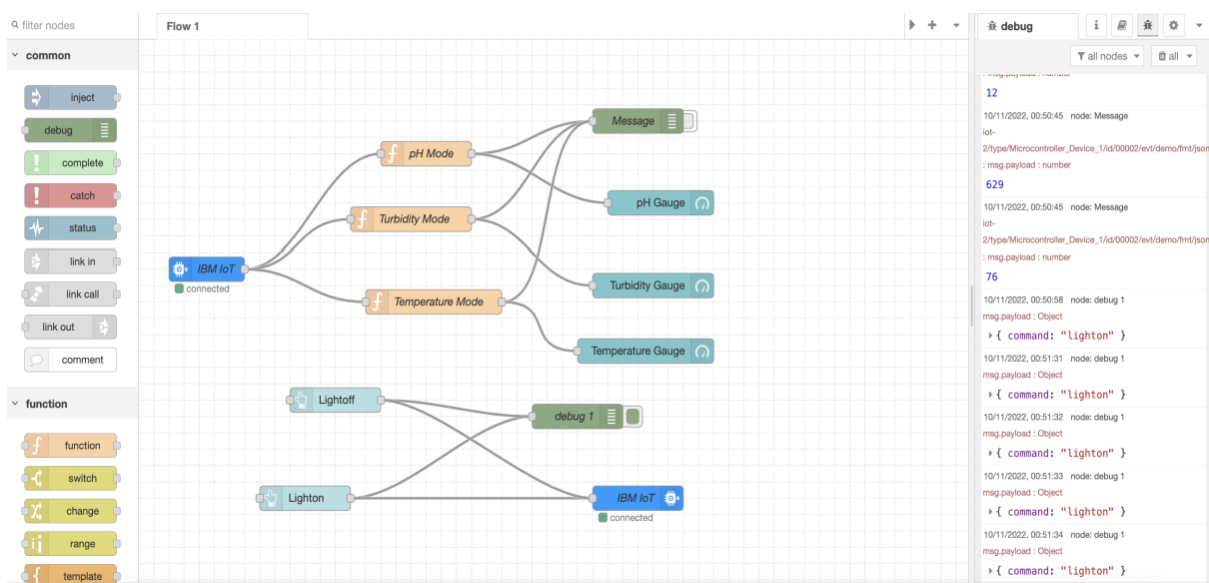 filter nodes
common
inject
debug
complete
catch
status
link in
link call
link out
comment
function
function
switch
change
range
template
Flow 1
Message
pH Mode
pH Gauge
Turbidity Mode
IBM IoT
connected
Turbidity Gauge
Temperature Mode
Temperature Gauge
Lightoff
debug 1
Lighton
IBM IoT
connected
debug
i
all nodes
all
: msg.payload : number
12
10/11/2022, 00:50:45 node: Message
iot-
2/type/Microcontroller_Device_1/id/00002/evt/demo/fmt/json
: msg.payload : number
629
10/11/2022, 00:50:45 node: Message
iot-
2/type/Microcontroller_Device_1/id/00002/evt/demo/fmt/json
: msg.payload : number
76
10/11/2022, 00:50:58 node: debug 1
msg.payload : Object
{ command: "lighton" }
10/11/2022, 00:51:31 node: debug 1
msg.payload : Object
{ command: "lighton" }
10/11/2022, 00:51:32 node: debug 1
msg.payload : Object
{ command: "lighton" }
10/11/2022, 00:51:33 node: debug 1
msg.payload : Object
{ command: "lighton" }
10/11/2022, 00:51:34 node: debug 1
msg.payload : Object
{ command: "lighton" }